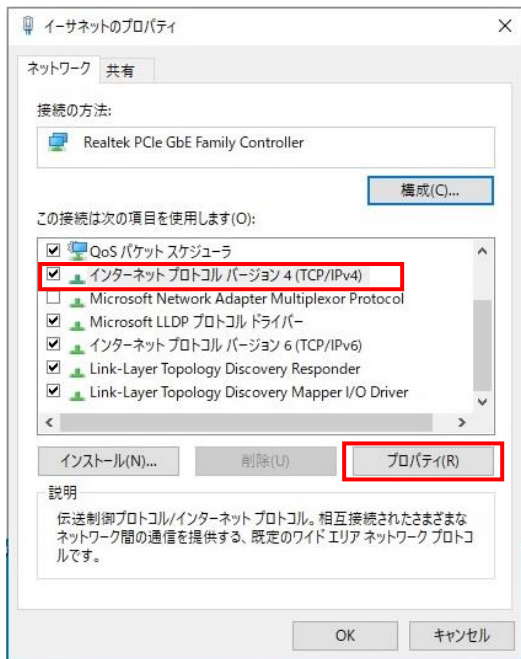 イーサネットのプロパティ
ネットワーク 共有
接続の方法:
Realtek PCIe GbE Family Controller
構成(C)...
この接続は次の項目を使用します(O):
QoS パケット スケジューラ
インターネット プロトコル バージョン 4 (TCP/IPv4)
Microsoft Network Adapter Multiplexor Protocol
Microsoft LLDP プロトコル ドライバー
インターネット プロトコル バージョン 6 (TCP/IPv6)
Link-Layer Topology Discovery Responder
Link-Layer Topology Discovery Mapper I/O Driver
インストール(N)... 削除(U) プロパティ(R)
説明
伝送制御プロトコル/インターネット プロトコル。相互接続されたさまざまな
ネットワーク間の通信を提供する、既定のワイド エリア ネットワーク プロトコ
ルです。
OK キャンセル